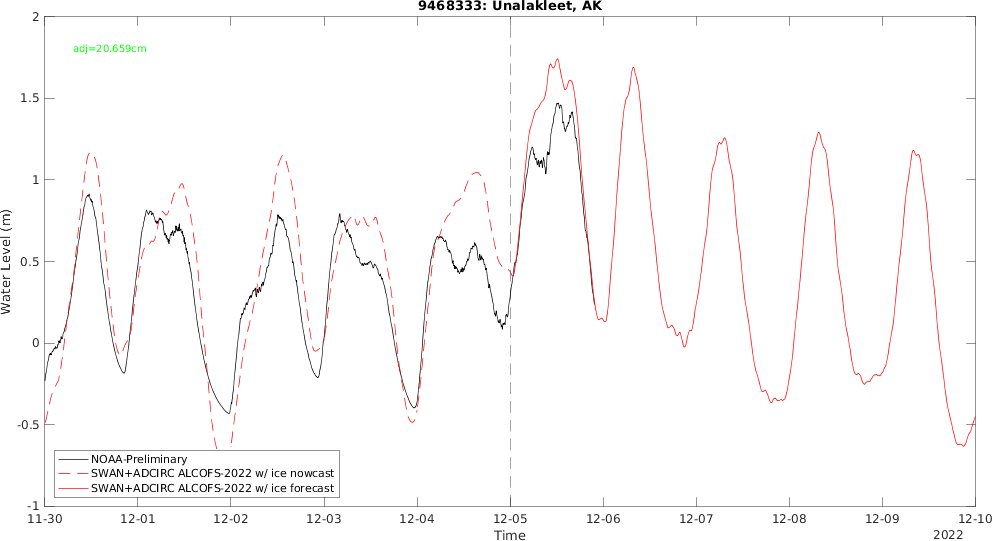 9468333: Unalakleet, AK
adj=20.659cm
2
1.5
1
0.5
0
-0.5
-1
Water Level (m)
NOAA-Preliminary
SWAN+ADCIRC ALCOFS-2022 w/ ice nowcast
SWAN+ADCIRC ALCOFS-2022 w/ ice forecast
11-30 12-01 12-02 12-03 12-04 12-05 12-06 12-07 12-08 12-09 12-10
Time
2022